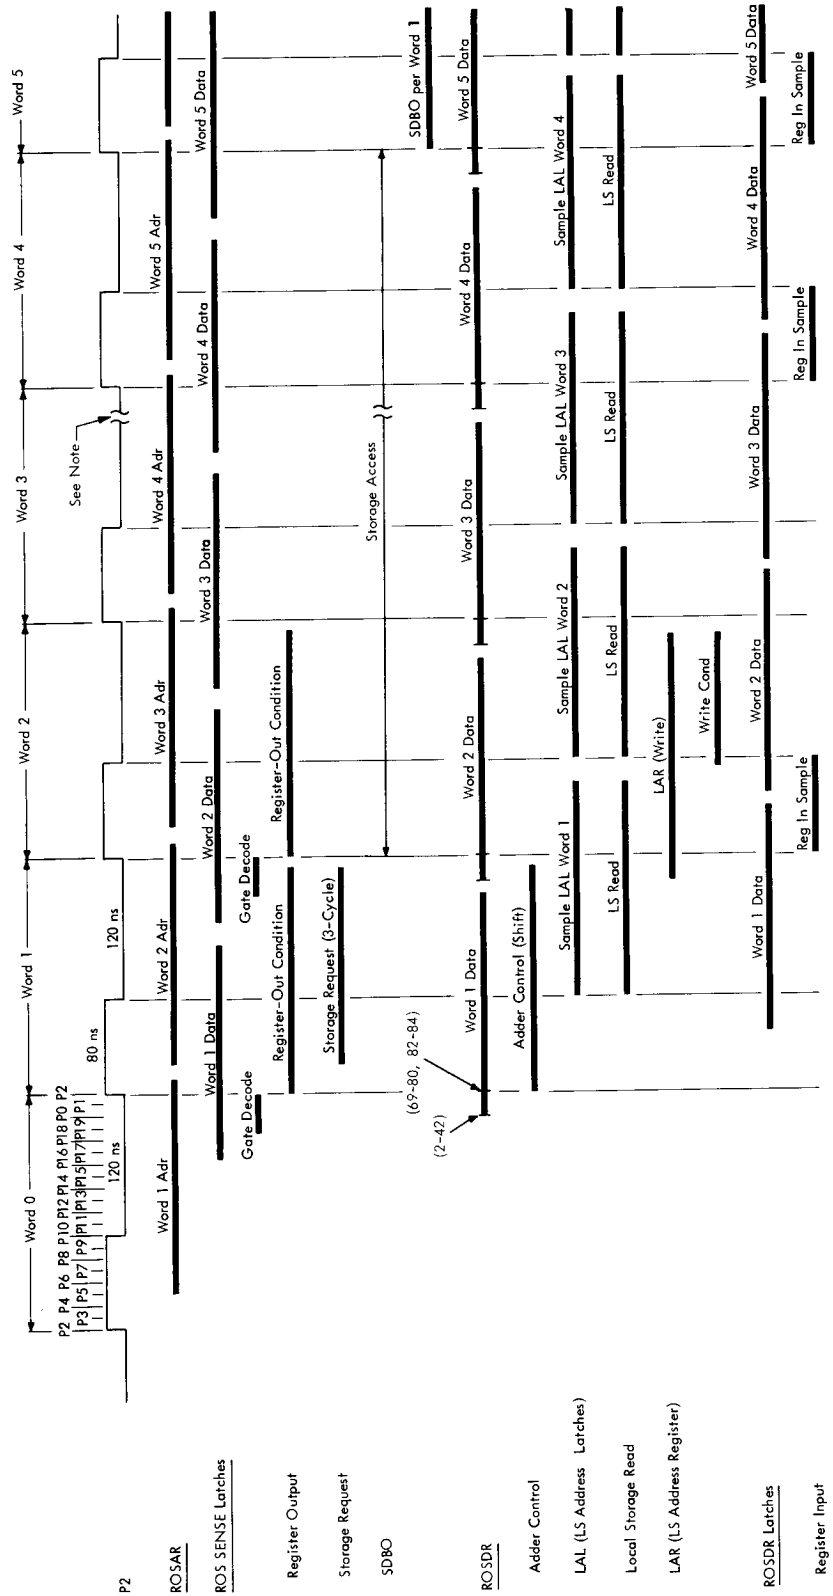 Word 0
Word 1
Word 2
Word 3
Word 4
Word 5
P2 P4 P6 P8 P10 P12 P14 P16 P18 P0 P2
P3 P5 P7 P9 P11 P13 P15 P17 P19 P1
See Note
P2
120 ns
80 ns
120 ns
ROSAR
Word 1 Adr
Word 2 Adr
Word 3 Adr
Word 4 Adr
Word 5 Adr
ROS SENSE Latches
Word 1 Data
Word 2 Data
Word 3 Data
Word 4 Data
Word 5 Data
Gate Decode
Gate Decode
Register Output
Register-Out Condition
Register-Out Condition
Storage Request
Storage Request (3-Cycle)
SDBO
Storage Access
SDBO per Word 1
(2-42)
(69-80, 82-84)
ROSDR
Word 1 Data
Word 2 Data
Word 3 Data
Word 4 Data
Word 5 Data
Adder Control
Adder Control (Shift)
LAL (LS Address Latches)
Sample LAL Word 1
Sample LAL Word 2
Sample LAL Word 3
Sample LAL Word 4
Local Storage Read
LS Read
LS Read
LS Read
LS Read
LAR (LS Address Register)
LAR (Write)
Write Cond
ROSDR Latches
Word 1 Data
Word 2 Data
Word 3 Data
Word 4 Data
Word 5 Data
Register Input
Reg In Sample
Reg In Sample
Reg In Sample